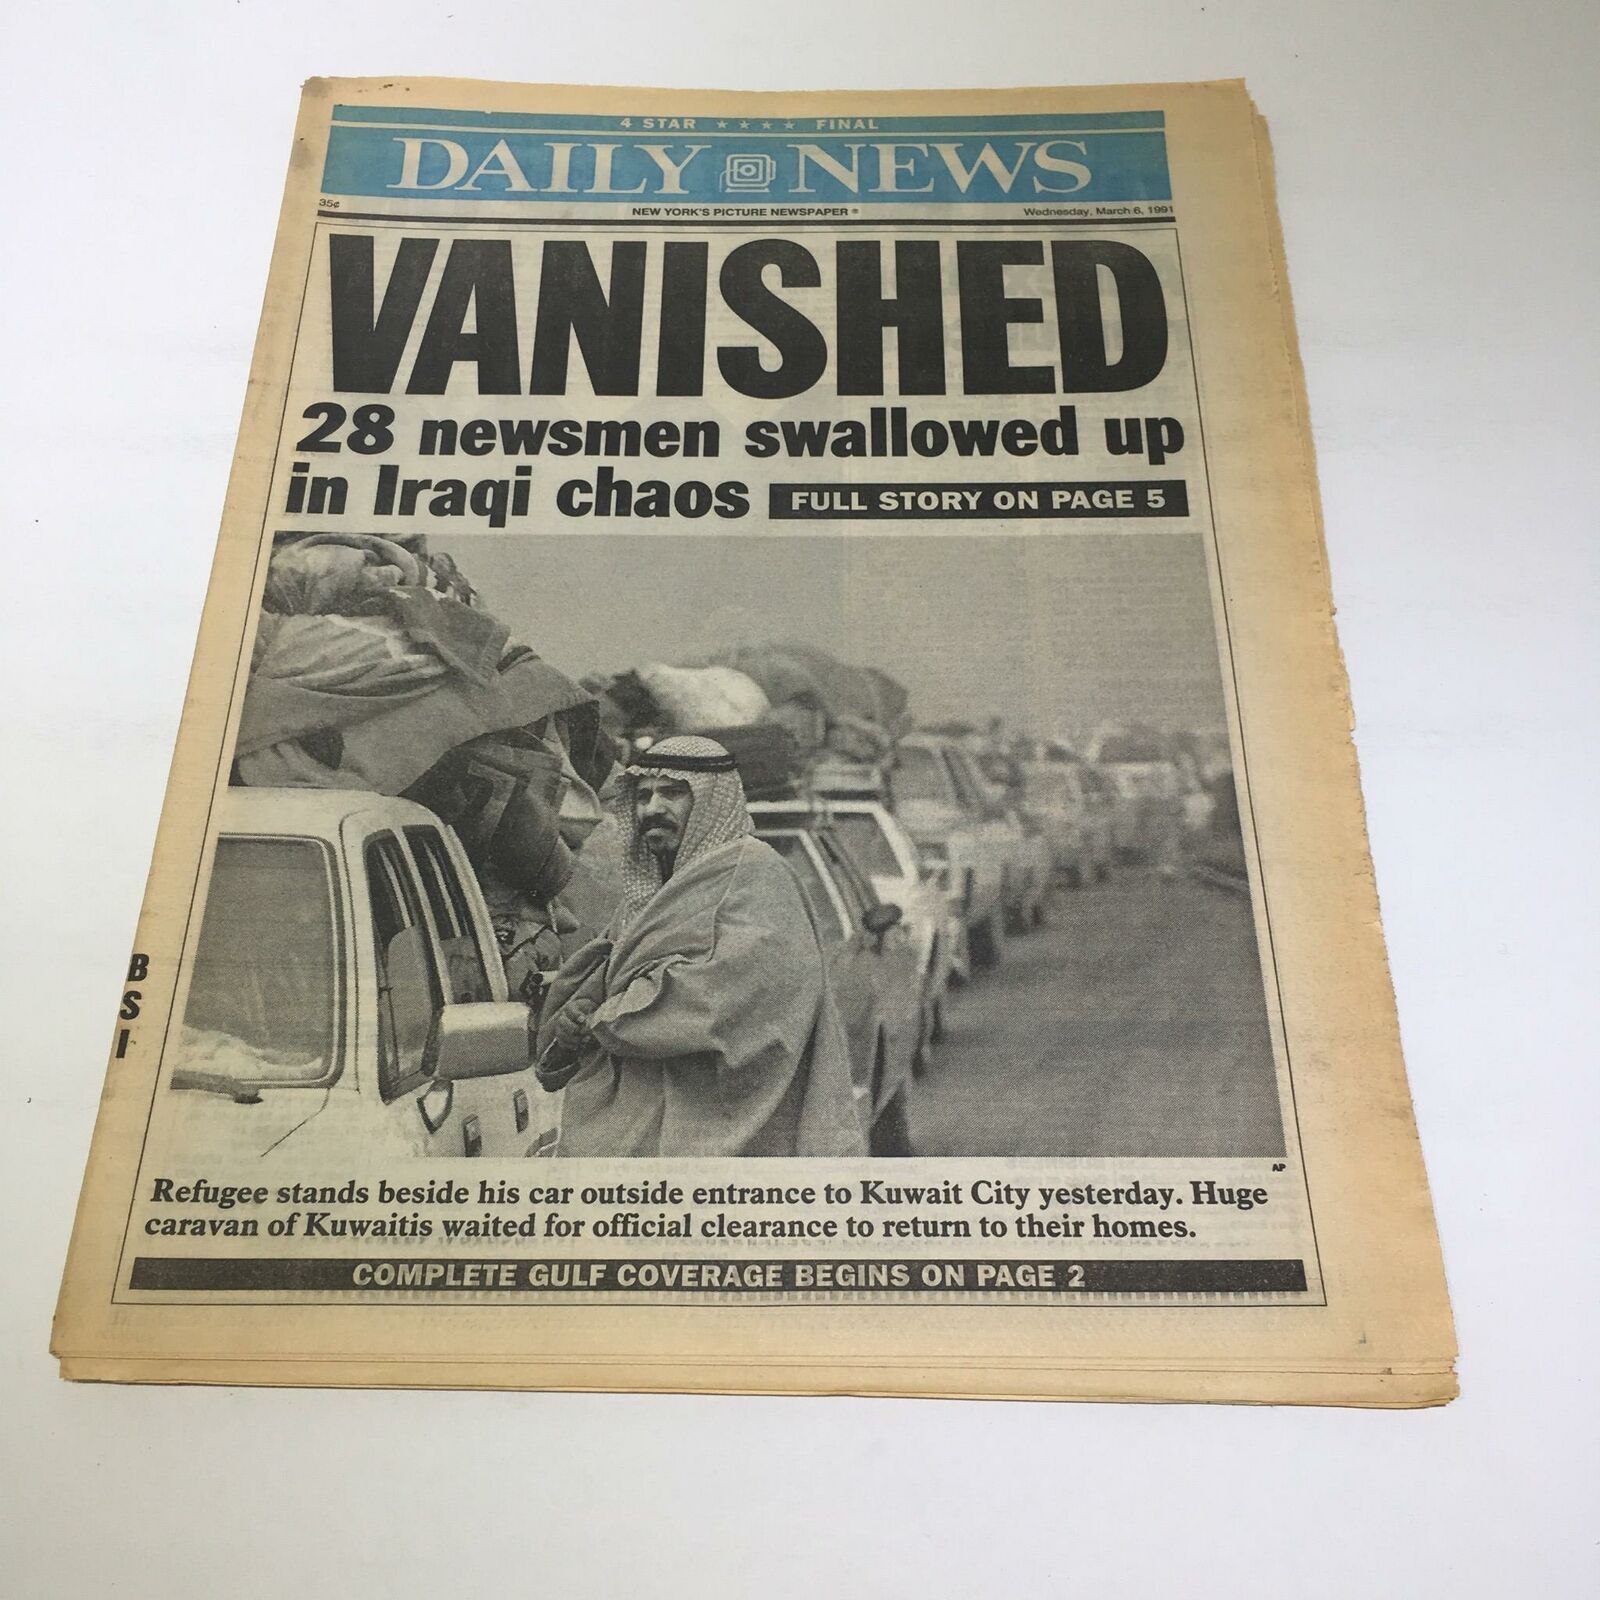 4 STAR ★ ★ ★ ★ FINAL
DAILY NEWS
35¢
NEW YORK'S PICTURE NEWSPAPER ®
Wednesday, March 6, 1991
VANISHED
28 newsmen swallowed up
in Iraqi chaos
FULL STORY ON PAGE 5
B
S
I
AP
Refugee stands beside his car outside entrance to Kuwait City yesterday. Huge
caravan of Kuwaitis waited for official clearance to return to their homes.
COMPLETE GULF COVERAGE BEGINS ON PAGE 2